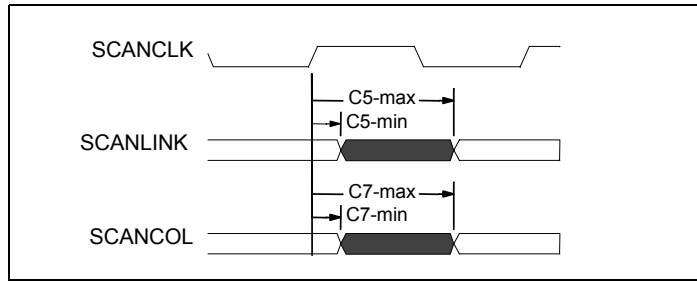 SCANCLK
C5-max
C5-min
SCANLINK
C7-max
C7-min
SCANCOL